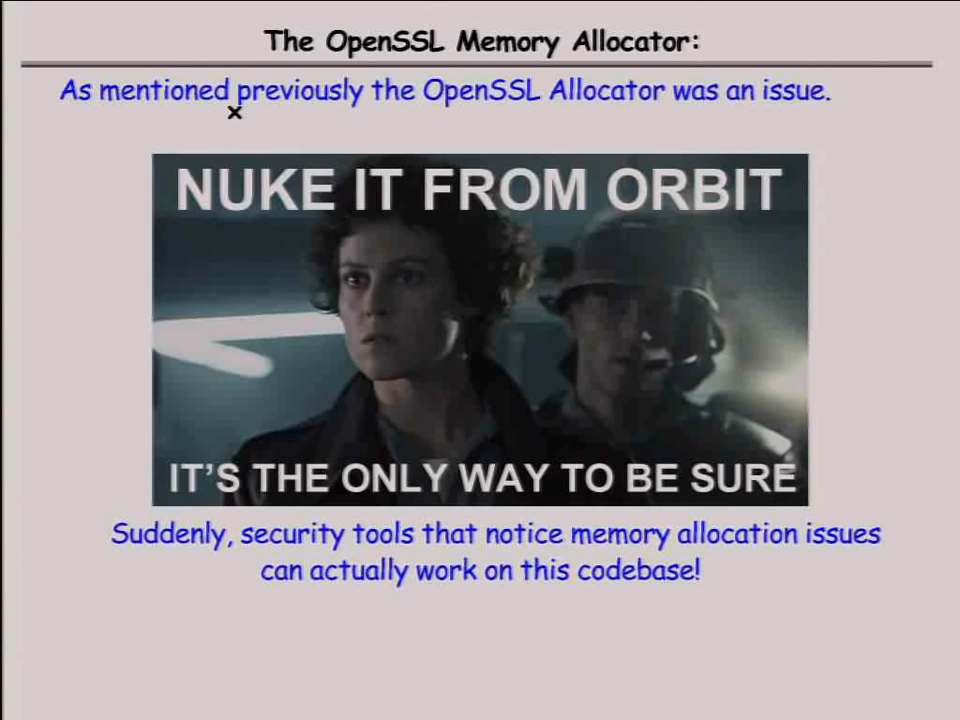 The OpenSSL Memory Allocator:
As mentioned previously the OpenSSL Allocator was an issue.
NUKE IT FROM ORBIT
IT'S THE ONLY WAY TO BE SURE
Suddenly, security tools that notice memory allocation issues
can actually work on this codebase!